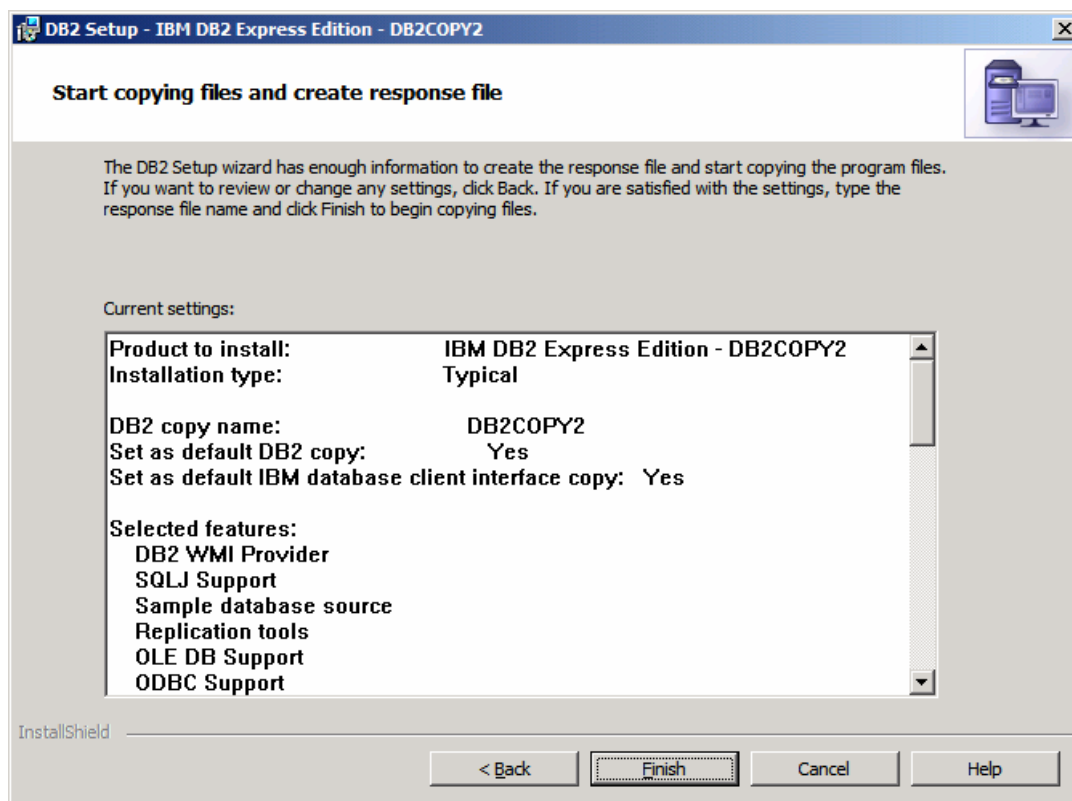 DB2 Setup - IBM DB2 Express Edition - DB2COPY2
Start copying files and create response file
The DB2 Setup wizard has enough information to create the response file and start copying the program files.
If you want to review or change any settings, click Back. If you are satisfied with the settings, type the
response file name and click Finish to begin copying files.
Current settings:
Product to install: IBM DB2 Express Edition - DB2COPY2
Installation type: Typical
DB2 copy name: DB2COPY2
Set as default DB2 copy: Yes
Set as default IBM database client interface copy: Yes
Selected features:
DB2 WMI Provider
SQLJ Support
Sample database source
Replication tools
OLE DB Support
ODBC Support
InstallShield
< Back Finish Cancel Help